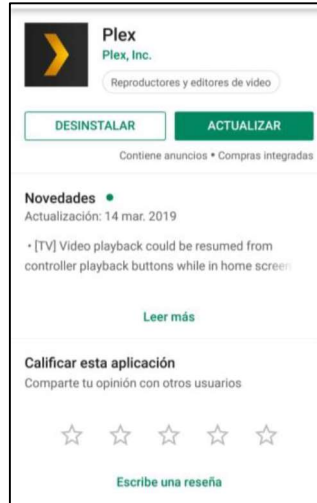 Plex
Plex, Inc.
Reproductores y editores de video
DESINSTALAR
ACTUALIZAR
Contiene anuncios • Compras integradas
Novedades
Actualización: 14 mar. 2019
• [TV] Video playback could be resumed from
controller playback buttons while in home screen
Leer más
Calificar esta aplicación
Comparte tu opinión con otros usuarios
Escribe una reseña